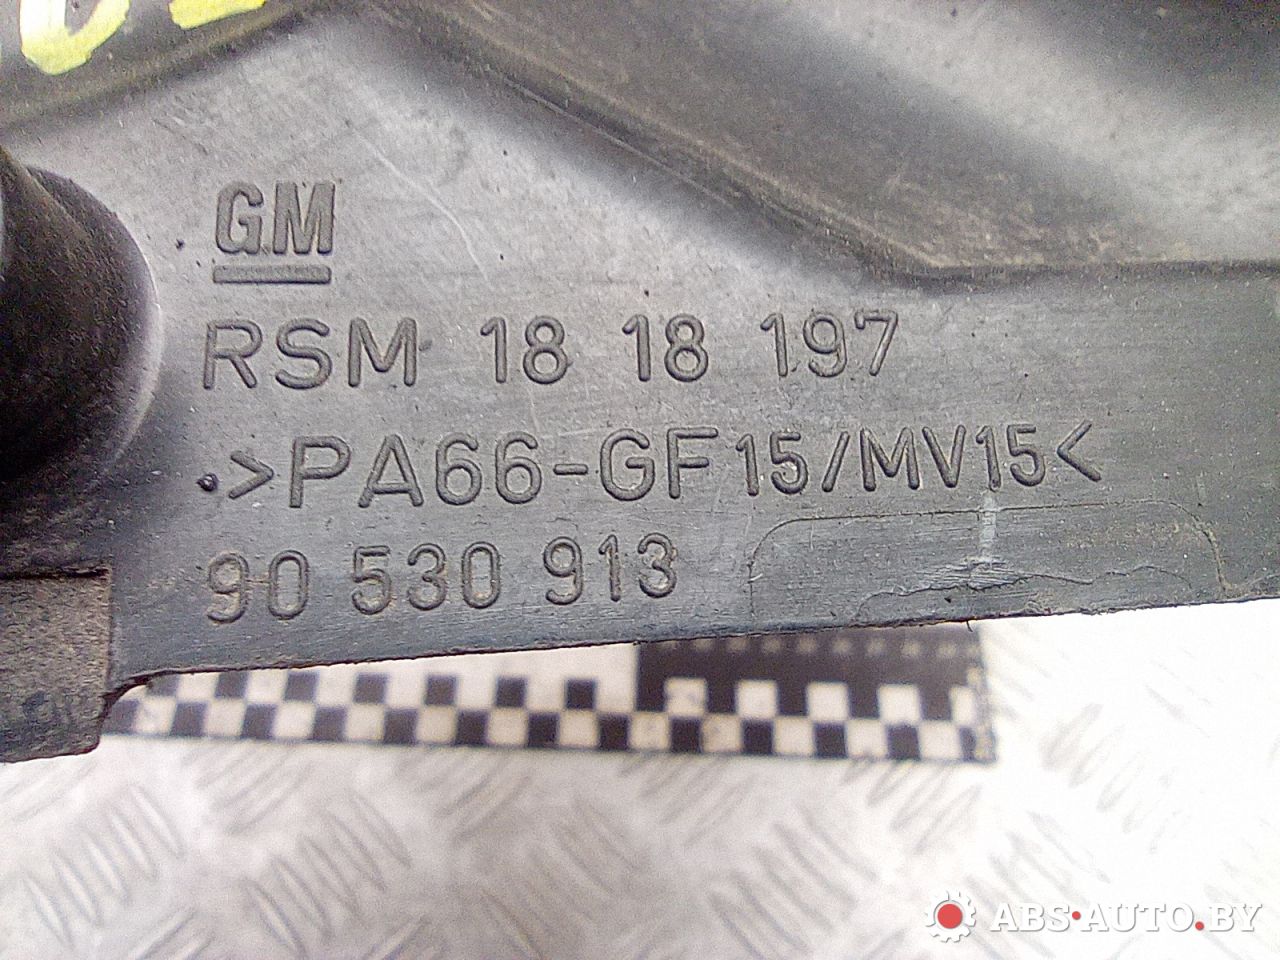 GM
RSM 18 18 197
>PA66-GF15/MV15<
90 530 913
ABS-AUTO.BY